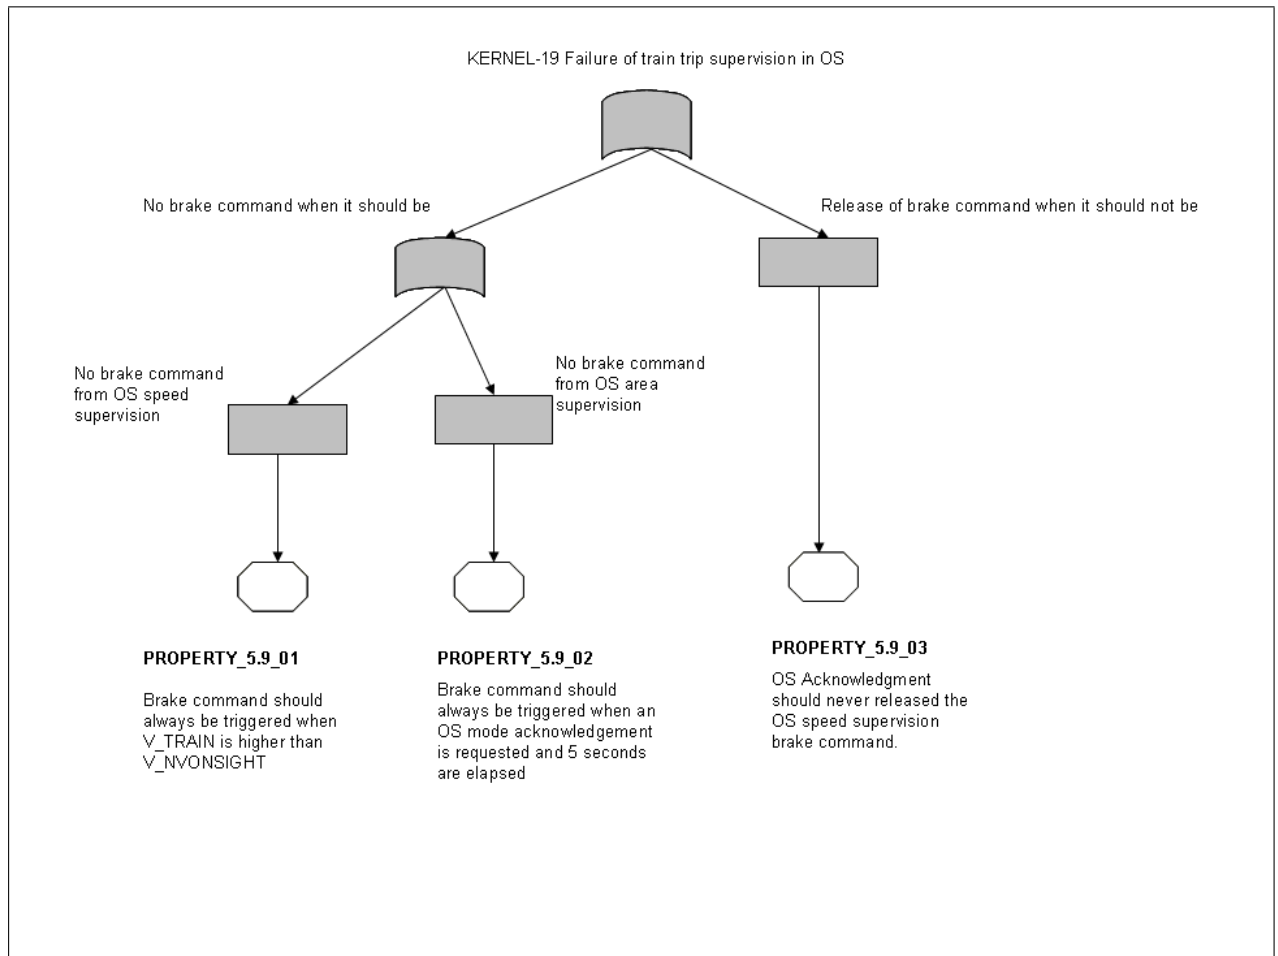 KERNEL-19 Failure of train trip supervision in OS
No brake command when it should be
Release of brake command when it should not be
No brake command
from OS speed
supervision
No brake command
from OS area
supervision
PROPERTY_5.9_01
Brake command should
always be triggered when
V_TRAIN is higher than
V_NVONSIGHT
PROPERTY_5.9_02
Brake command should
always be triggered when an
OS mode acknowledgement
is requested and 5 seconds
are elapsed
PROPERTY_5.9_03
OS Acknowledgment
should never released the
OS speed supervision
brake command.